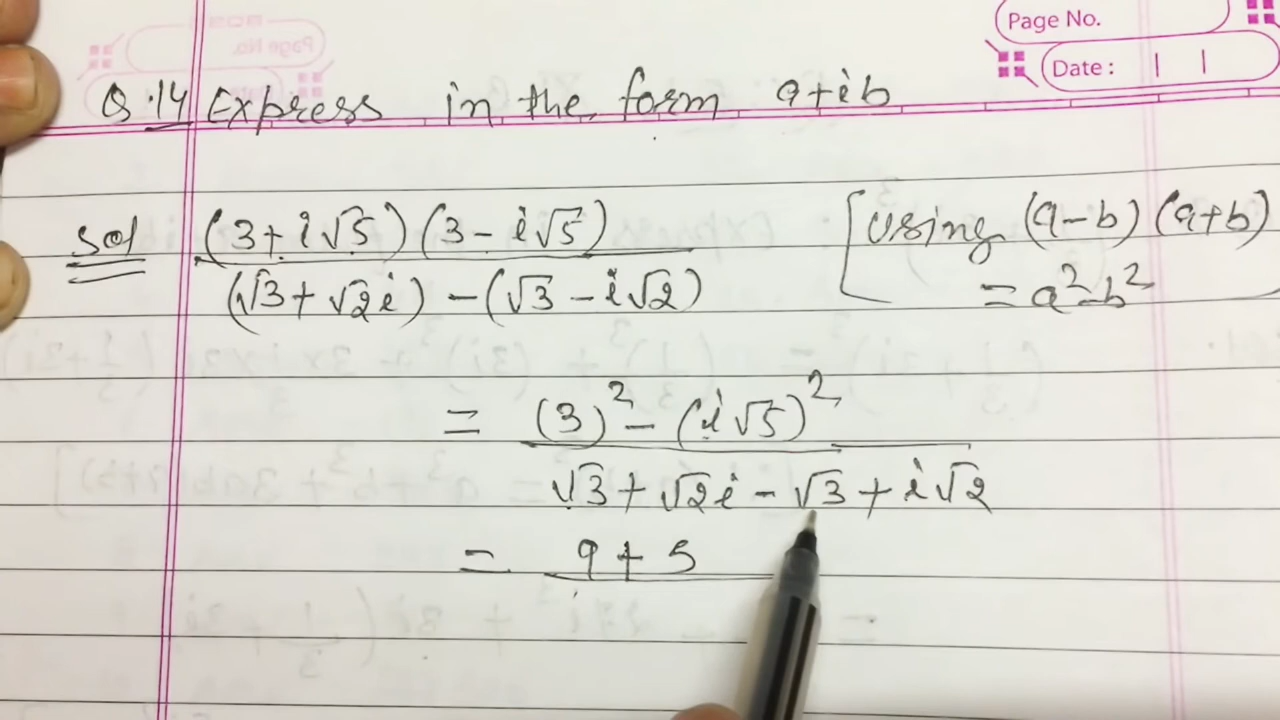 Page No.
Date :
Q.14 Express in the form a+ib
Sol (3+i√5)(3-i√5) [Using (a-b)(a+b)
(√3+√2i)-(√3-i√2) = a²-b²
= (3)²-(i√5)²
√3+√2i-√3+i√2
= 9+5